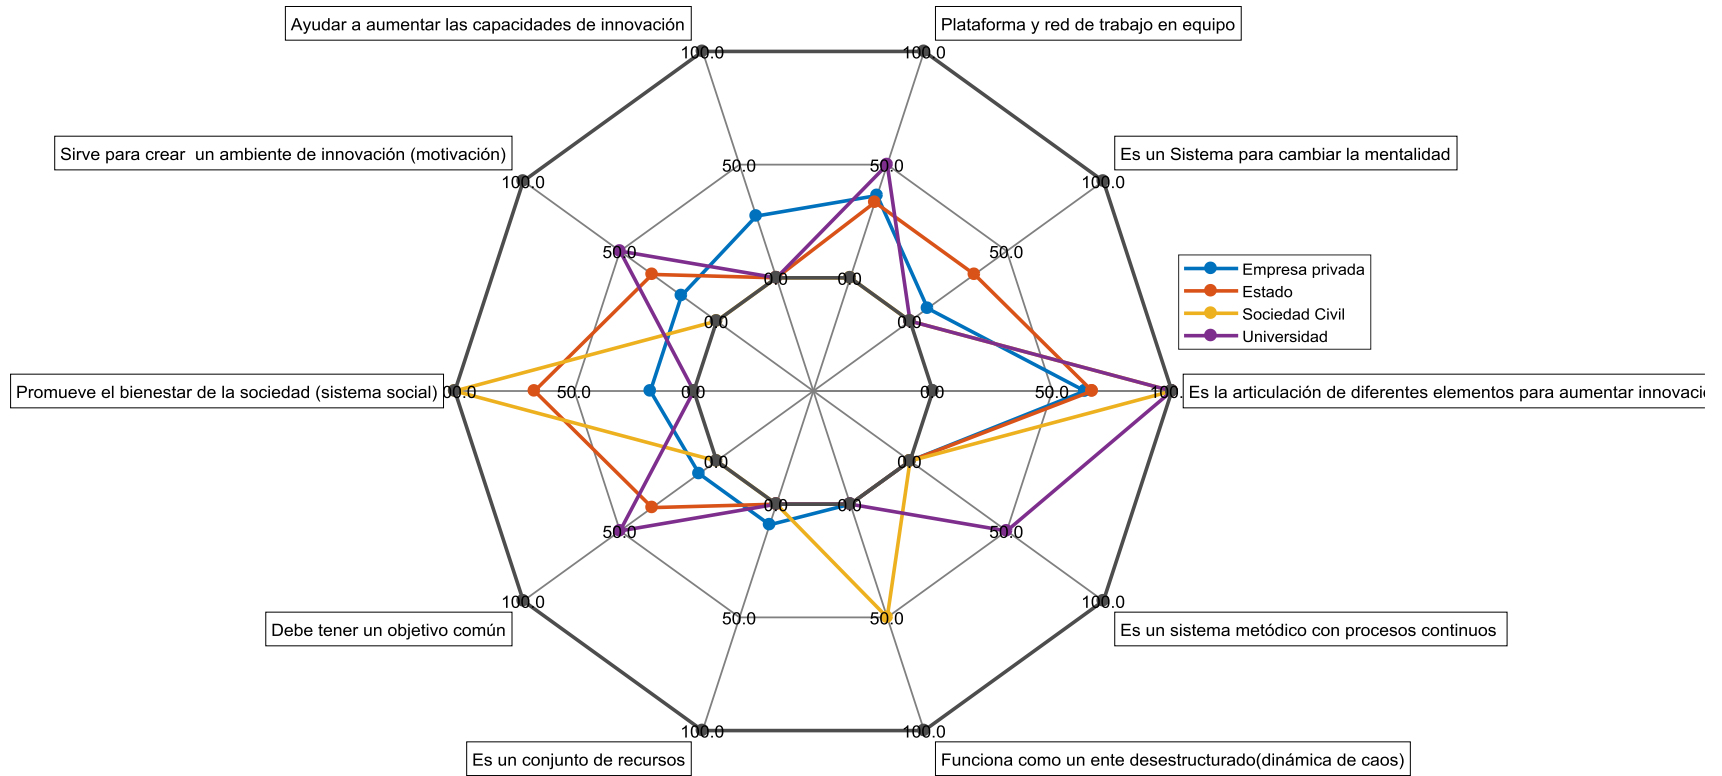 Ayudar a aumentar las capacidades de innovación
Plataforma y red de trabajo en equipo
100.0
100.0
Sirve para crear  un ambiente de innovación (motivación)
Es un Sistema para cambiar la mentalidad
50.0
50.0
100.0
100.0
50.0
50.0
Empresa privada
0.0
0.0
Estado
Sociedad Civil
0.0
0.0
Universidad
Promueve el bienestar de la sociedad (sistema social)
00.0
50.0
0.0
0.0
50.0
100.
Es la articulación de diferentes elementos para aumentar innovació
0.0
0.0
0.0
0.0
50.0
50.0
100.0
100.0
Debe tener un objetivo común
50.0
50.0
Es un sistema metódico con procesos continuos
100.0
100.0
Es un conjunto de recursos
Funciona como un ente desestructurado(dinámica de caos)